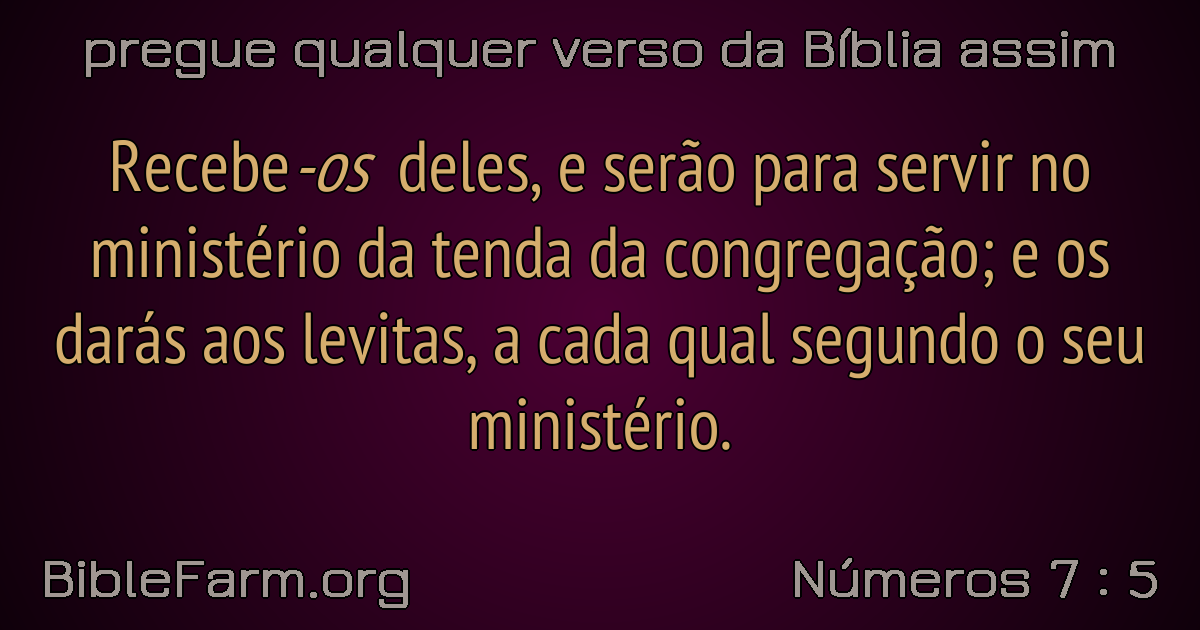 pregue qualquer verso da Bíblia assim
Recebe-os deles, e serão para servir no
ministério da tenda da congregação; e os
darás aos levitas, a cada qual segundo o seu
ministério.
BibleFarm.org
Números 7 : 5